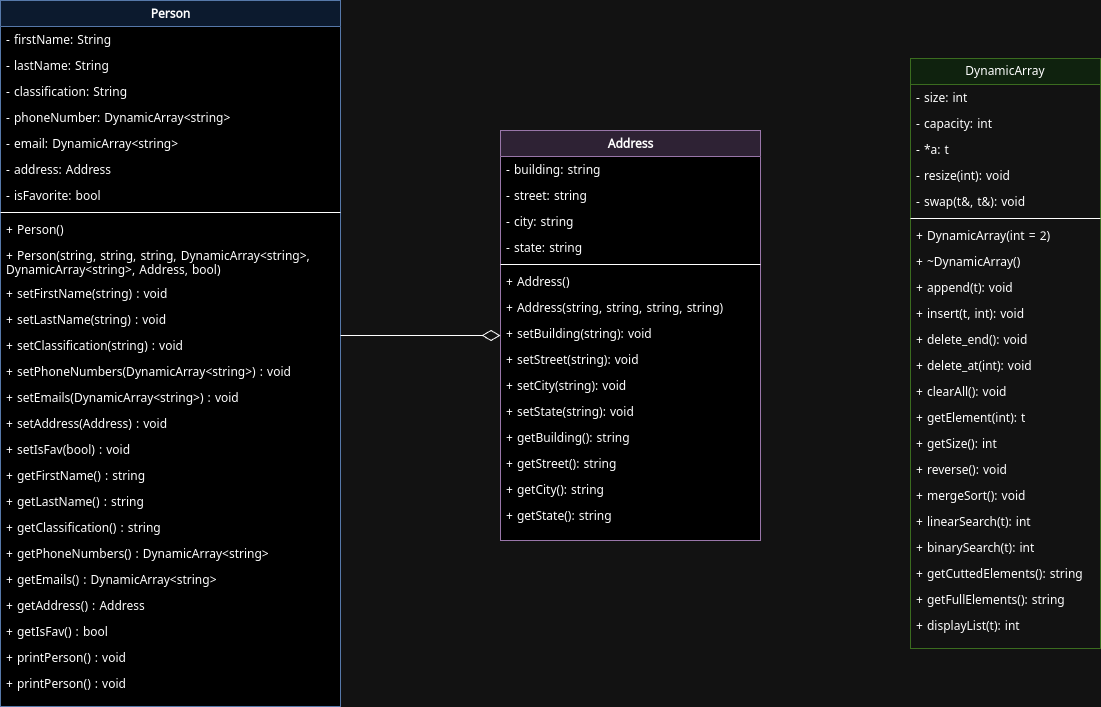 Person
- firstName: String
- lastName: String
- classification: String
- phoneNumber: DynamicArray<string>
- email: DynamicArray<string>
- address: Address
- isFavorite: bool
+ Person()
+ Person(string, string, string, DynamicArray<string>,
DynamicArray<string>, Address, bool)
+ setFirstName(string) : void
+ setLastName(string) : void
+ setClassification(string) : void
+ setPhoneNumbers(DynamicArray<string>) : void
+ setEmails(DynamicArray<string>) : void
+ setAddress(Address) : void
+ setIsFav(bool) : void
+ getFirstName() : string
+ getLastName() : string
+ getClassification() : string
+ getPhoneNumbers() : DynamicArray<string>
+ getEmails() : DynamicArray<string>
+ getAddress() : Address
+ getIsFav() : bool
+ printPerson() : void
+ printPerson() : void
Address
- building: string
- street: string
- city: string
- state: string
+ Address()
+ Address(string, string, string, string)
+ setBuilding(string): void
+ setStreet(string): void
+ setCity(string): void
+ setState(string): void
+ getBuilding(): string
+ getStreet(): string
+ getCity(): string
+ getState(): string
DynamicArray
- size: int
- capacity: int
- *a: t
- resize(int): void
- swap(t&, t&): void
+ DynamicArray(int = 2)
+ ~DynamicArray()
+ append(t): void
+ insert(t, int): void
+ delete_end(): void
+ delete_at(int): void
+ clearAll(): void
+ getElement(int): t
+ getSize(): int
+ reverse(): void
+ mergeSort(): void
+ linearSearch(t): int
+ binarySearch(t): int
+ getCuttedElements(): string
+ getFullElements(): string
+ displayList(t): int